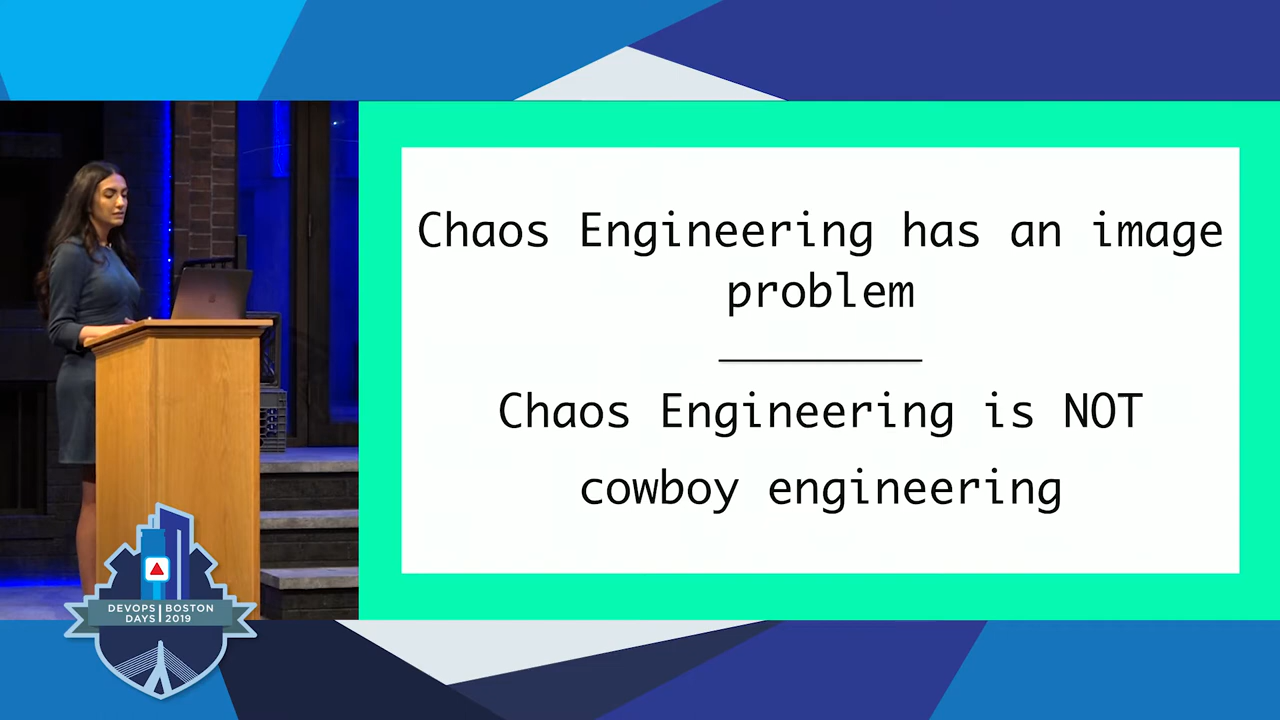 Chaos Engineering has an image
problem
Chaos Engineering is NOT
cowboy engineering
DEVOPS BOSTON
DAYS 2019